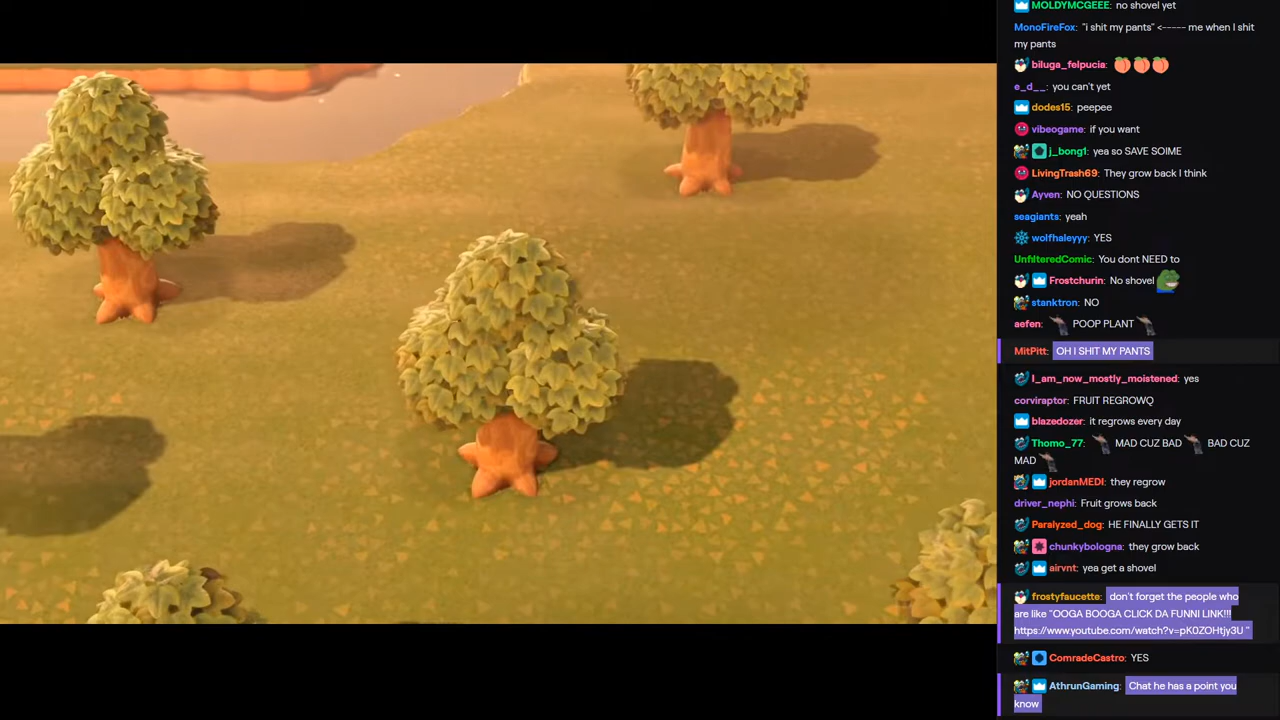 MOLDYMCGEEE: no shovel yet
MonoFireFox: "i shit my pants" <----- me when I shit
my pants
biluga_felpucia:
e_d__: you can't yet
dodes15: peepee
vibeogame: if you want
j_bong1: yea so SAVE SOIME
LivingTrash69: They grow back I think
Ayven: NO QUESTIONS
seagiants: yeah
wolfhaleyyy: YES
UnfilteredComic: You dont NEED to
Frostchurin: No shovel
stanktron: NO
aefen: POOP PLANT
MitPitt: OH I SHIT MY PANTS
I_am_now_mostly_moistened: yes
corviraptor: FRUIT REGROWQ
blazedozer: it regrows every day
Thomo_77: MAD CUZ BAD BAD CUZ
MAD
jordanMEDI: they regrow
driver_nephi: Fruit grows back
Paralyzed_dog: HE FINALLY GETS IT
chunkybologna: they grow back
airvnt: yea get a shovel
frostyfaucette: don't forget the people who
are like "OOGA BOOGA CLICK DA FUNNI LINK!!!
https://www.youtube.com/watch?v=pK0ZOHtjy3U "
ComradeCastro: YES
AthrunGaming: Chat he has a point you
know